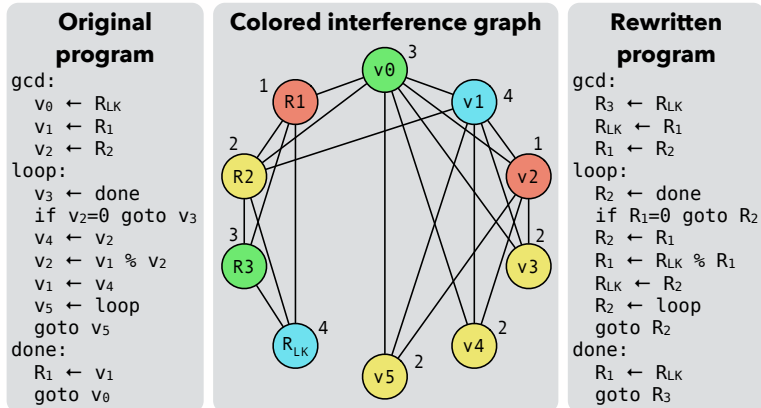 Original
program
gcd:
v₀ ← R_LK
v₁ ← R₁
v₂ ← R₂
loop:
v₃ ← done
if v₂=0 goto v₃
v₄ ← v₂
v₂ ← v₁ % v₂
v₁ ← v₄
v₅ ← loop
goto v₅
done:
R₁ ← v₁
goto v₀
Colored interference graph
3
v0
1
R1
v1
4
2
R2
1
v2
3
R3
v3
2
R_LK
4
v4
2
v5
2
Rewritten
program
gcd:
R₃ ← R_LK
R_LK ← R₁
R₁ ← R₂
loop:
R₂ ← done
if R₁=0 goto R₂
R₂ ← R₁
R₁ ← R_LK % R₁
R_LK ← R₂
R₂ ← loop
goto R₂
done:
R₁ ← R_LK
goto R₃